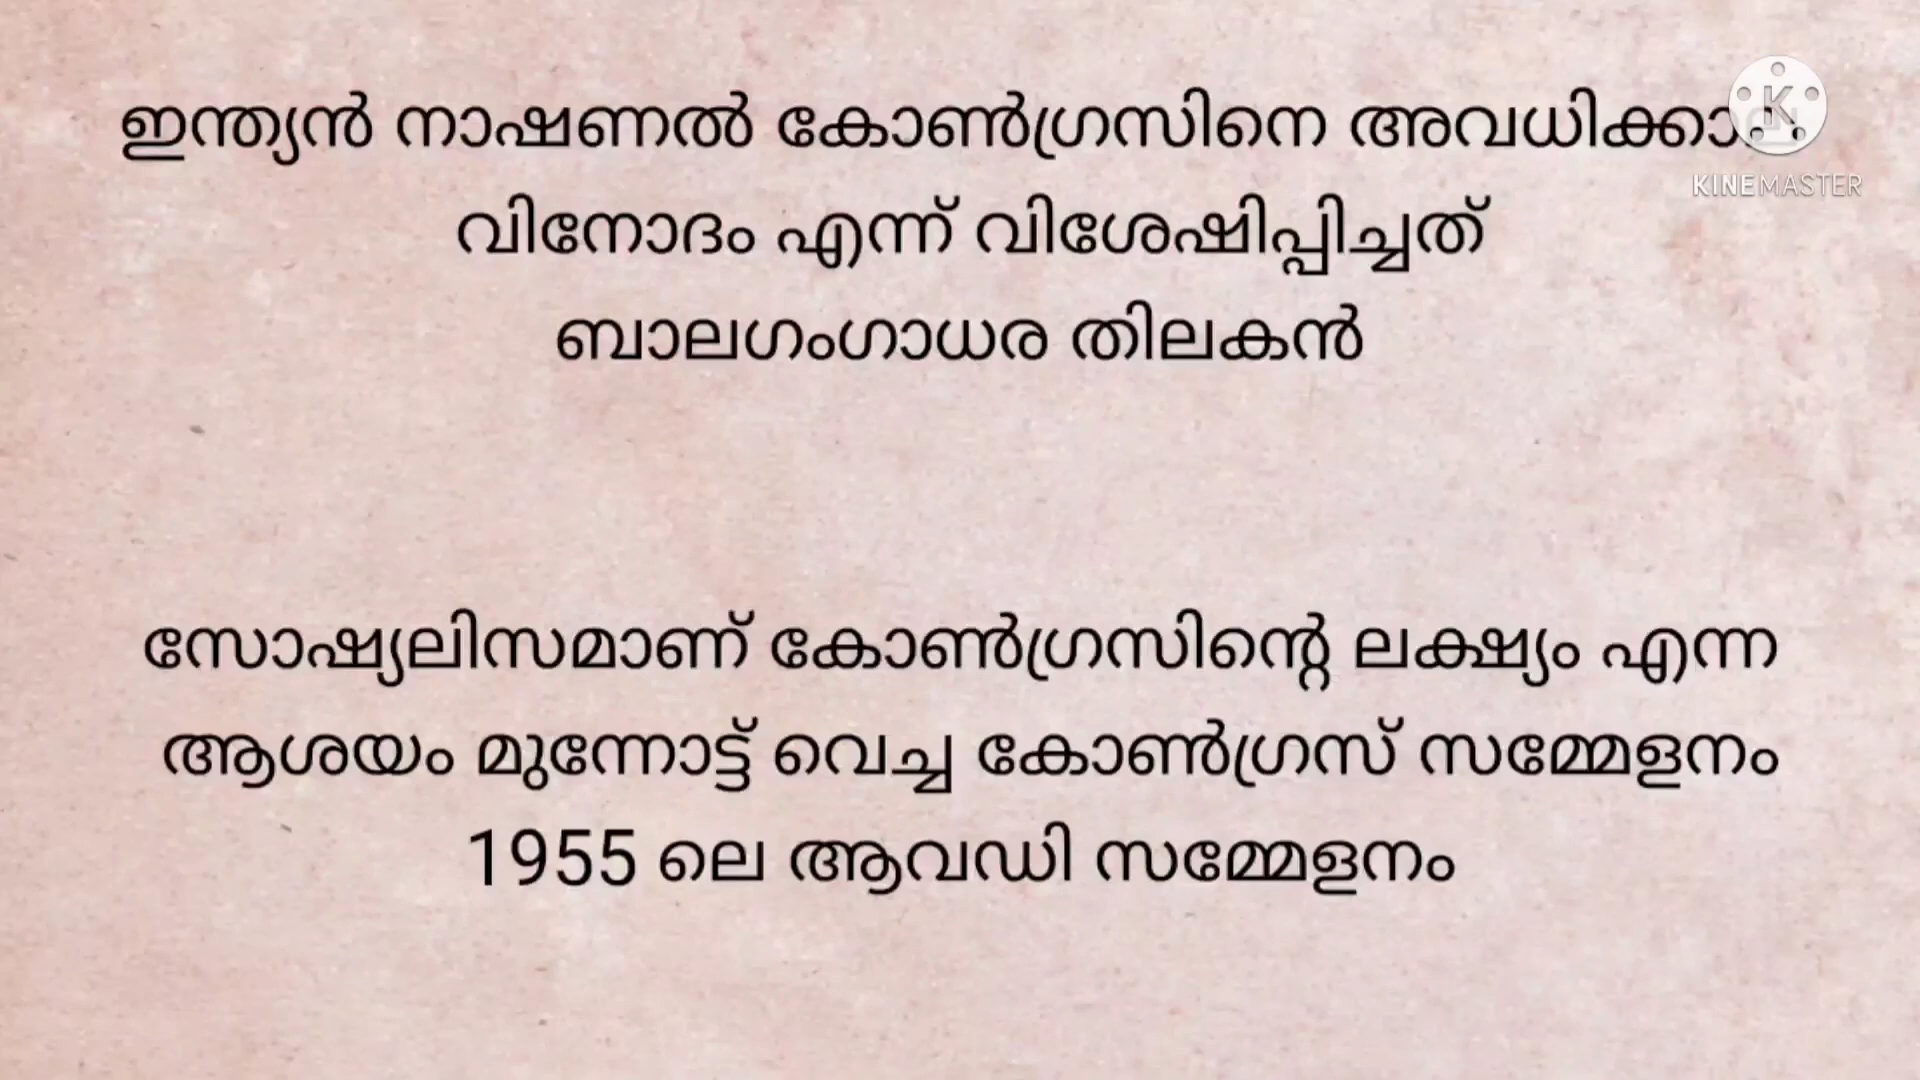 ഇന്ത്യൻ നാഷണൽ കോൺഗ്രസിനെ
വിനോദം എന്ന് വിശേഷിപ്പിച്ചത്
ബാലഗംഗാധര തിലകൻ
സോഷ്യലിസമാണ് കോൺഗ്രസിന്റെ ലക്ഷ്യം എന്ന
ആശയം മുന്നോട്ട് വെച്ച കോൺഗ്രസ് സമ്മേളനം
1955 ലെ ആവഡി സമ്മേളനം
K
KINEMASTER